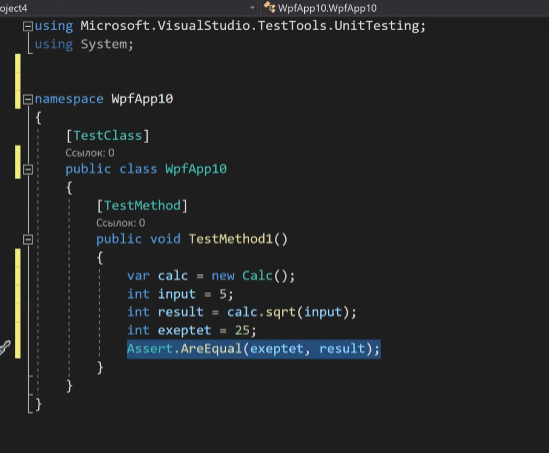 oject4
WpfApp10.WpfApp10
using Microsoft.VisualStudio.TestTools.UnitTesting;
using System;
namespace WpfApp10
{
[TestClass]
Ссылок: 0
public class WpfApp10
{
[TestMethod]
Ссылок: 0
public void TestMethod1()
{
var calc = new Calc();
int input = 5;
int result = calc.sqrt(input);
int exeptet = 25;
Assert.AreEqual(exeptet, result);
}
}
}